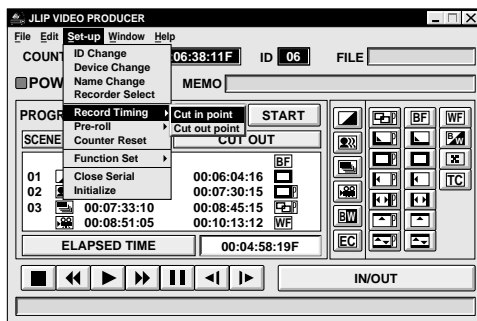 JLIP VIDEO PRODUCER
File Edit Set-up Window Help
COUNT 06:38:11F ID 06 FILE
ID Change
Device Change
Name Change
Recorder Select
POW MEMO
Record Timing
Cut in point
Cut out point
Pre-roll
Counter Reset
Function Set
Close Serial
Initialize
PROGR START
SCENE CUT OUT
BF
01 00:06:04:16
02 00:07:30:15 P
03 00:07:33:10 00:08:45:15 P
00:08:51:05 00:10:13:12 WF
ELAPSED TIME 00:04:58:19F
P BF WF
P B/W
P
P TC
P
BW P
EC P
IN/OUT